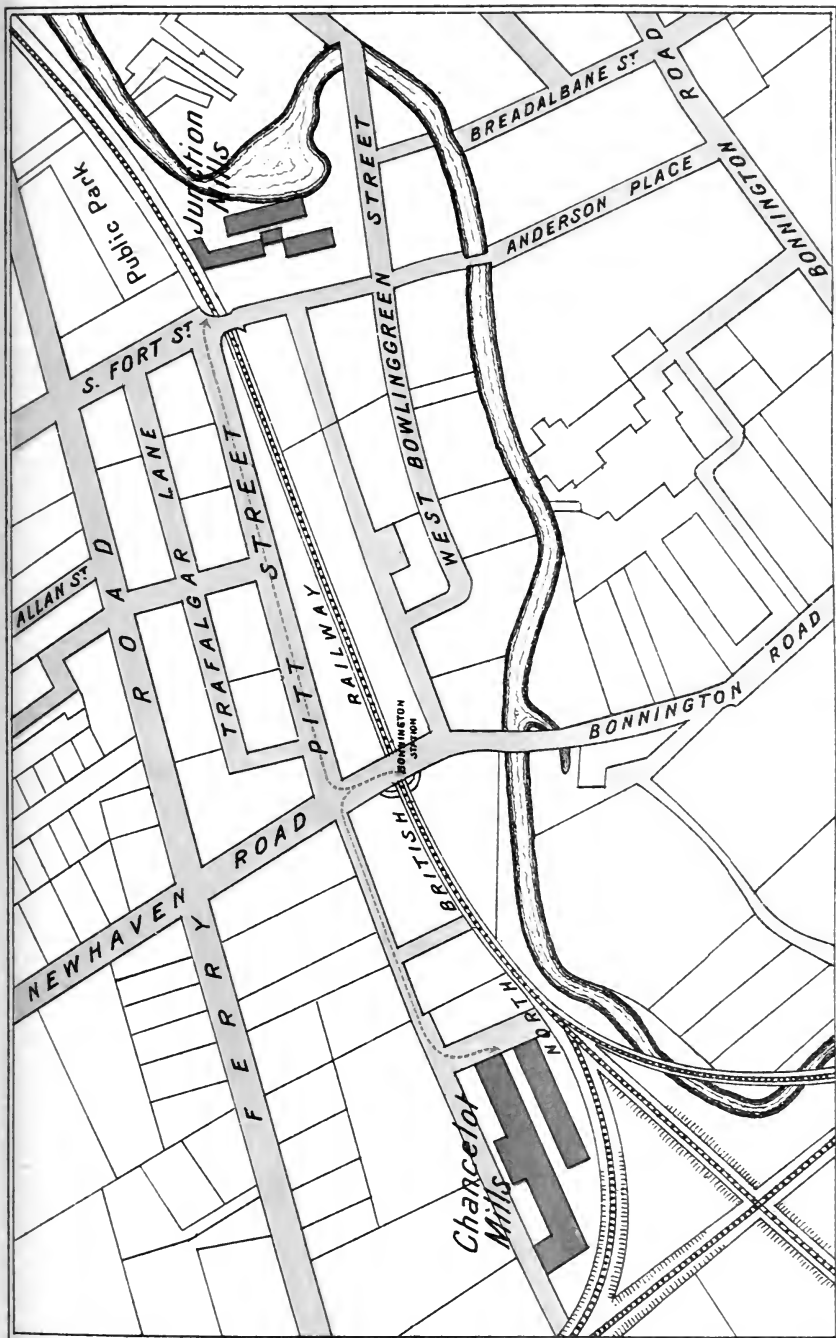 NEWHAVEN ROAD
FERRY ROAD
ALLAN ST.
TRAFALGAR LANE
S. FORT ST.
Public Park
Junction
Mills
PITT STREET
NORTH BRITISH RAILWAY
BONNINGTON
STATION
WEST BOWLINGGREEN STREET
BREADALBANE ST.
ANDERSON PLACE
BONNINGTON ROAD
BONNINGTON ROAD
Chancelot
Mills